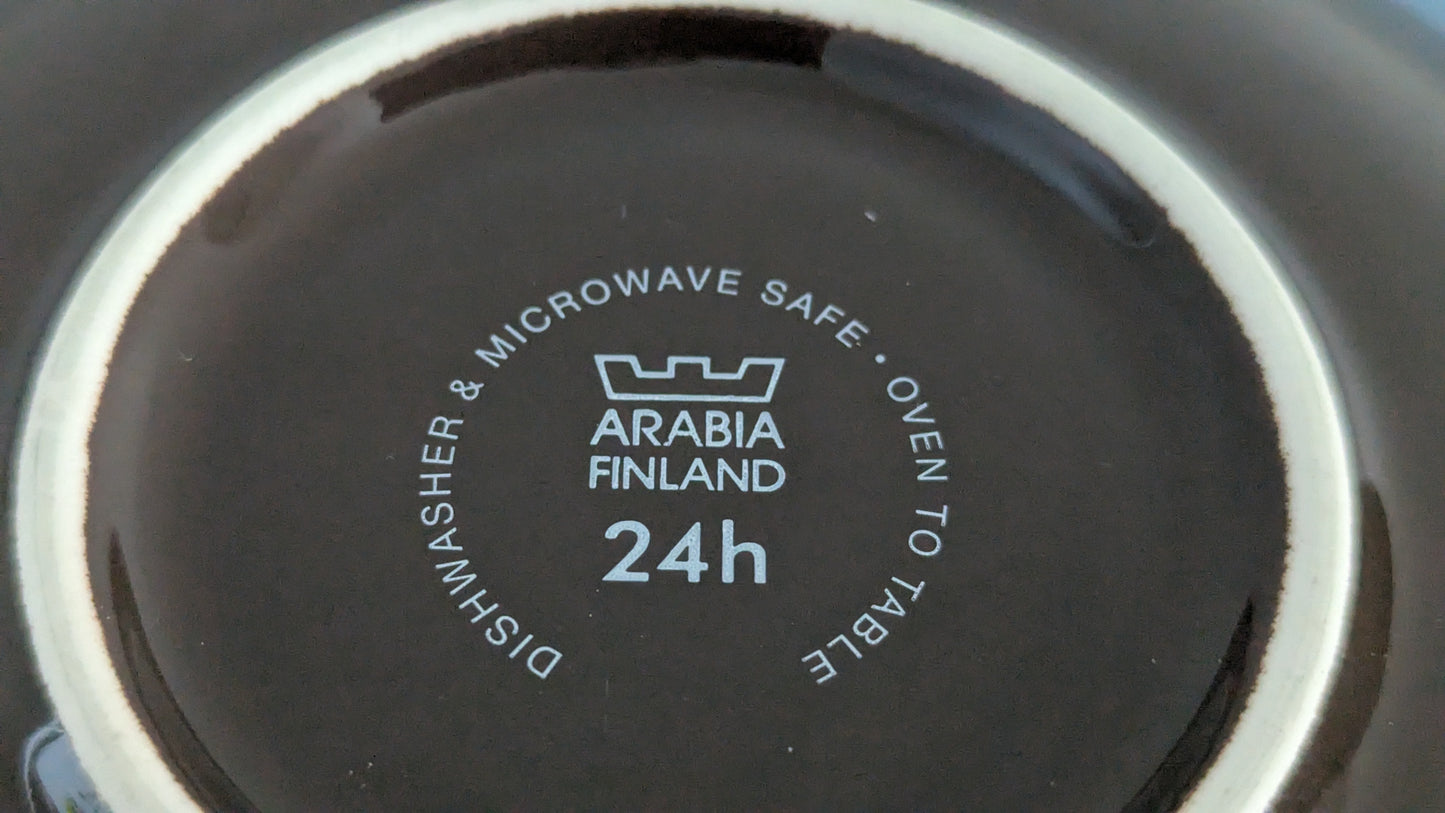 DISHWASHER & MICROWAVE SAFE • OVEN TO TABLE
ARABIA
FINLAND
24h